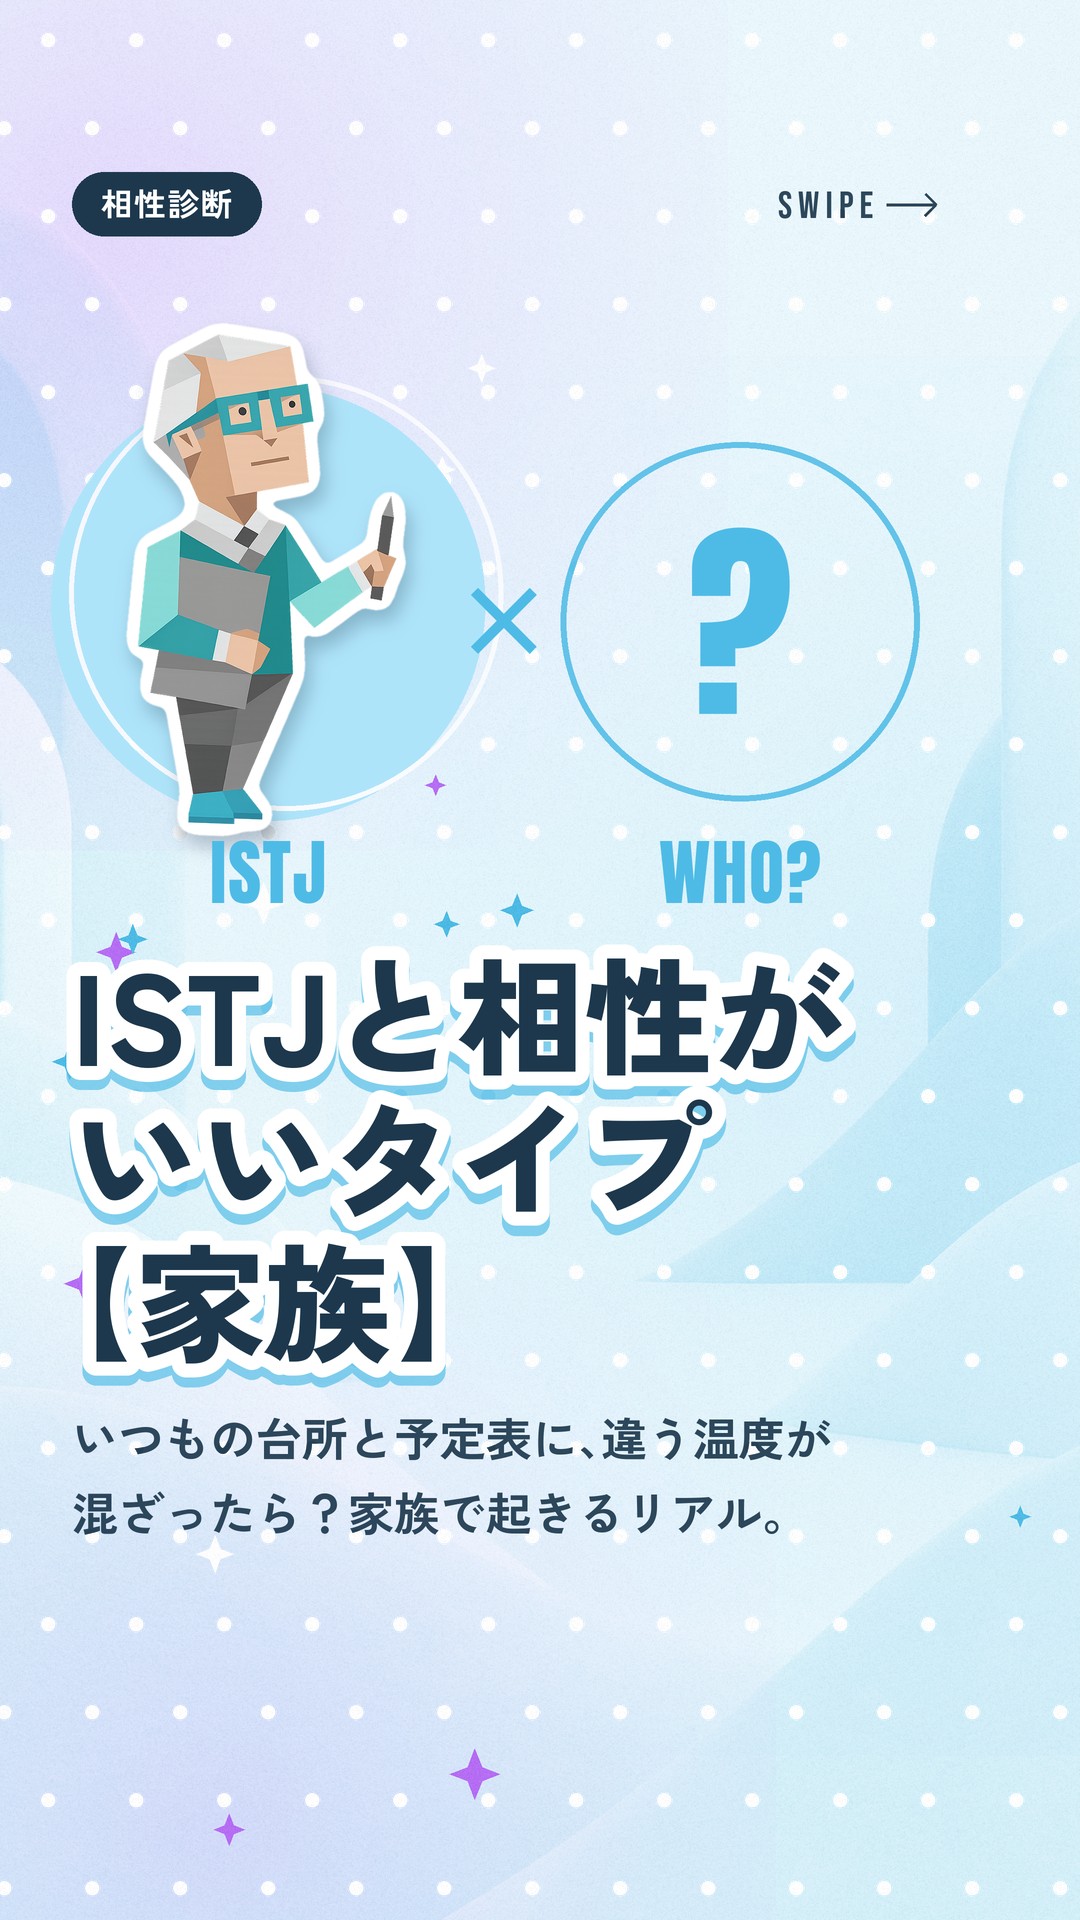 相性診断
SWIPE →
?
×
ISTJ
WHO?
ISTJと相性が
いいタイプ
【家族】
いつもの台所と予定表に、違う温度が
混ざったら？家族で起きるリアル。